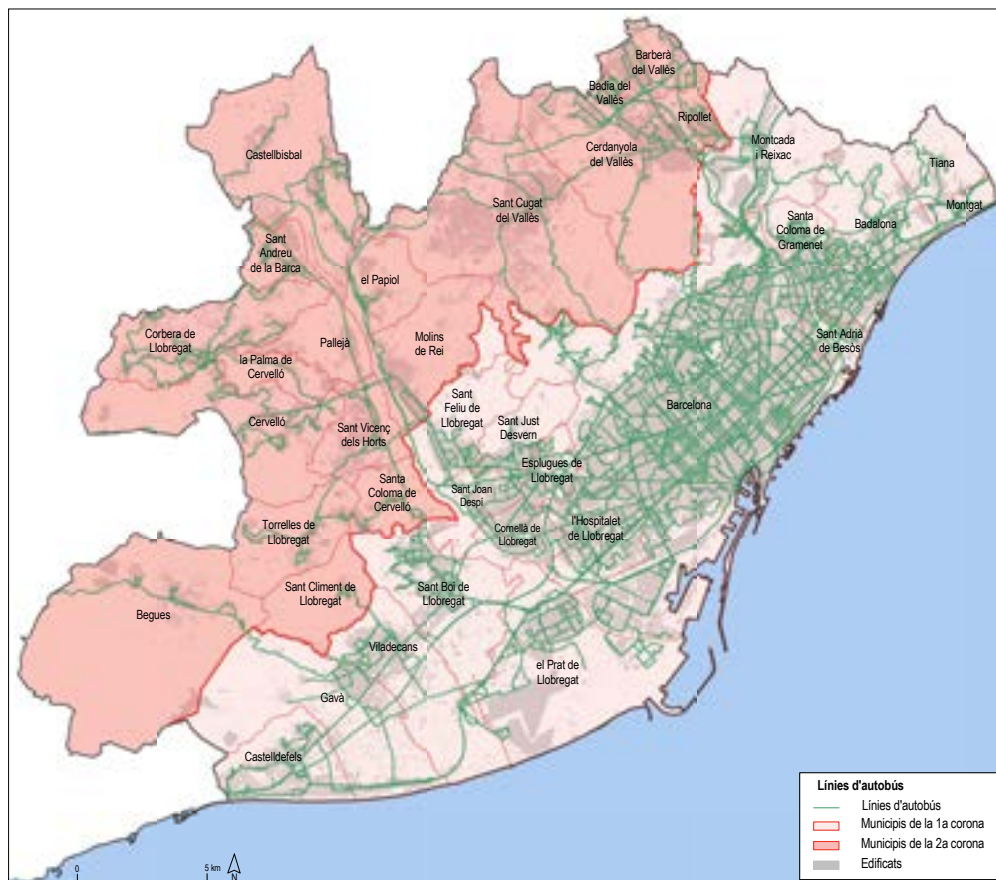 Barberà
del Vallès
Badia del
Vallès
Ripollet
Castellbisbal
Cerdanyola
del Vallès
Montcada
i Reixac
Tiana
Montgat
Sant Cugat
del Vallès
Santa
Coloma de
Gramenet
Badalona
Sant
Andreu
de la Barca
el Papiol
Corbera de
Llobregat
Pallejà
Molins
de Rei
Sant Adrià
de Besòs
la Palma de
Cervelló
Sant
Feliu de
Llobregat
Barcelona
Cervelló
Sant Vicenç
dels Horts
Sant Just
Desvern
Esplugues de
Llobregat
Santa
Coloma de
Cervelló
Sant Joan
Despí
Torrelles de
Llobregat
Cornellà de
Llobregat
l'Hospitalet
de Llobregat
Sant Climent de
Llobregat
Sant Boi de
Llobregat
Begues
Viladecans
el Prat de
Llobregat
Gavà
Castelldefels
Línies d'autobús
Línies d'autobús
Municipis de la 1a corona
Municipis de la 2a corona
Edificats
0
5 km
N